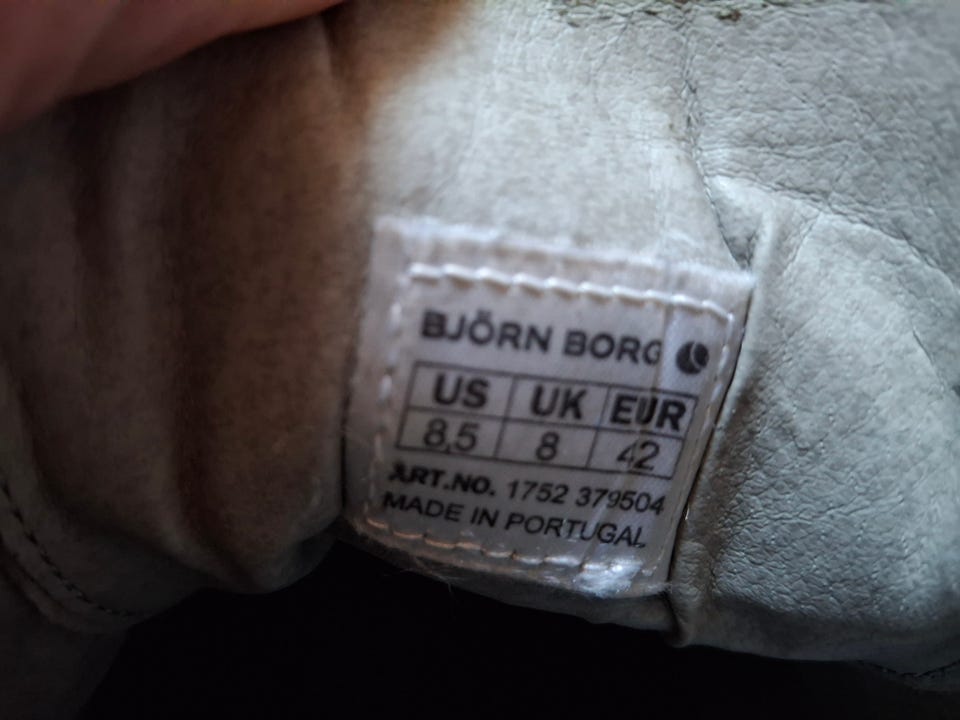 BJÖRN BORG
US UK EUR
8,5 8 42
ART.NO. 1752 379504
MADE IN PORTUGAL